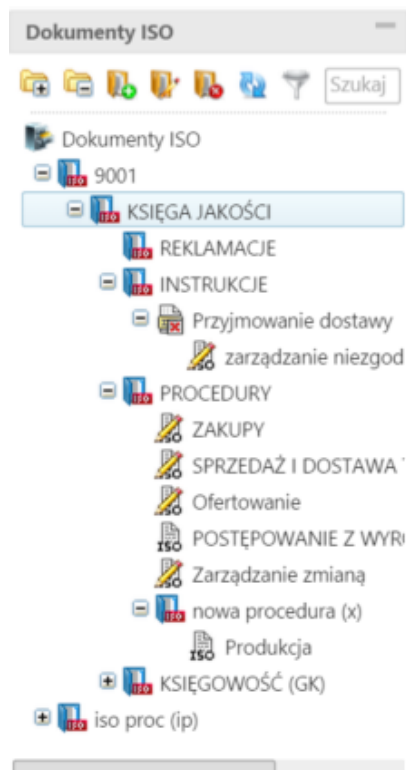 Dokumenty ISO
Szukaj
Dokumenty ISO
9001
KSIĘGA JAKOŚCI
REKLAMACJE
INSTRUKCJE
Przyjmowanie dostawy
zarządzanie niezgod
PROCEDURY
ZAKUPY
SPRZEDAŻ I DOSTAWA
Ofertowanie
POSTĘPOWANIE Z WYR
Zarządzanie zmianą
nowa procedura (x)
Produkcja
KSIĘGOWOŚĆ (GK)
iso proc (ip)